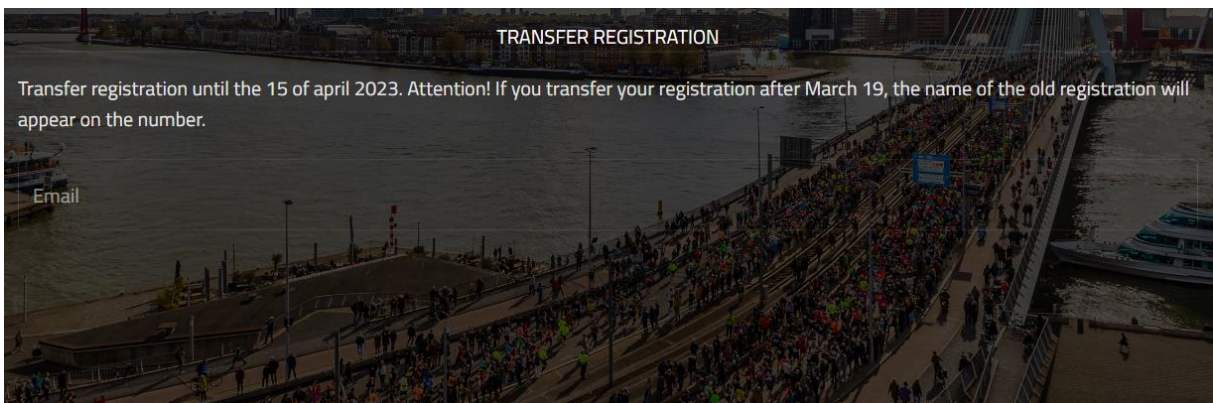 TRANSFER REGISTRATION
Transfer registration until the 15 of april 2023. Attention! If you transfer your registration after March 19, the name of the old registration will
appear on the number.
Email